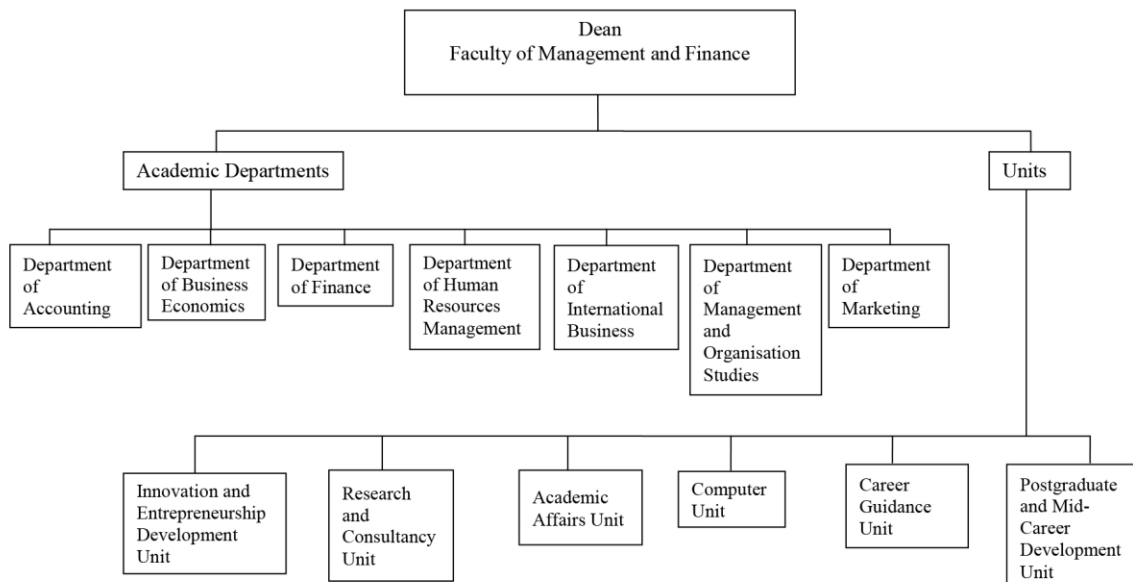 Dean
Faculty of Management and Finance
Academic Departments
Units
Department
of
Accounting
Department
of Business
Economics
Department
of Finance
Department
of Human
Resources
Management
Department
of
International
Business
Department
of
Management
and
Organisation
Studies
Department
of
Marketing
Innovation and
Entrepreneurship
Development
Unit
Research
and
Consultancy
Unit
Academic
Affairs Unit
Computer
Unit
Career
Guidance
Unit
Postgraduate
and Mid-
Career
Development
Unit